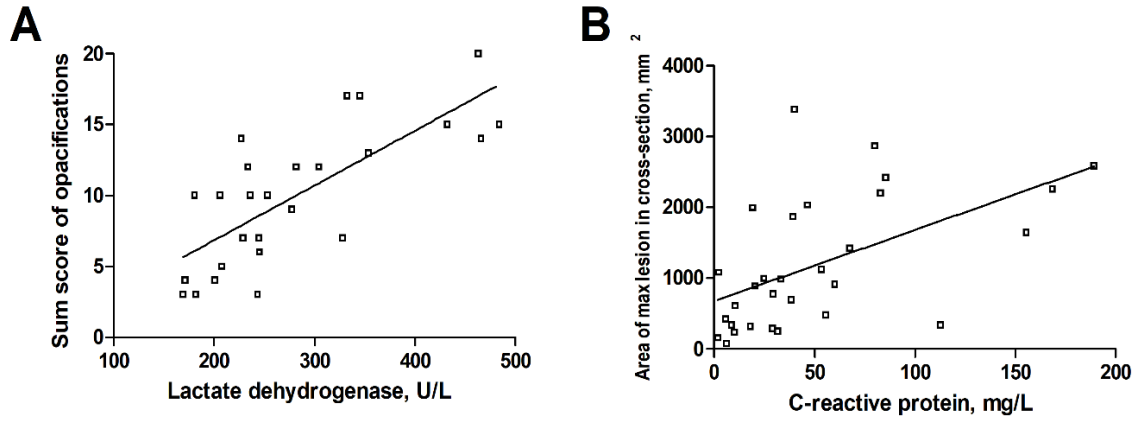 A
Sum score of opacifications
20
15
10
5
0
100 200 300 400 500
Lactate dehydrogenase, U/L
B
Area of max lesion in cross-section, mm 2
4000
3000
2000
1000
0
0 50 100 150 200
C-reactive protein, mg/L